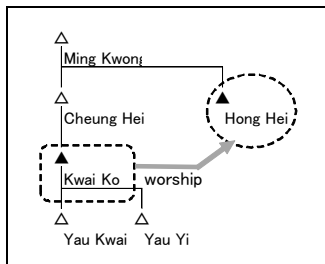 Ming Kwong
Cheung Hei
Hong Hei
Kwai Ko
worship
Yau Kwai
Yau Yi